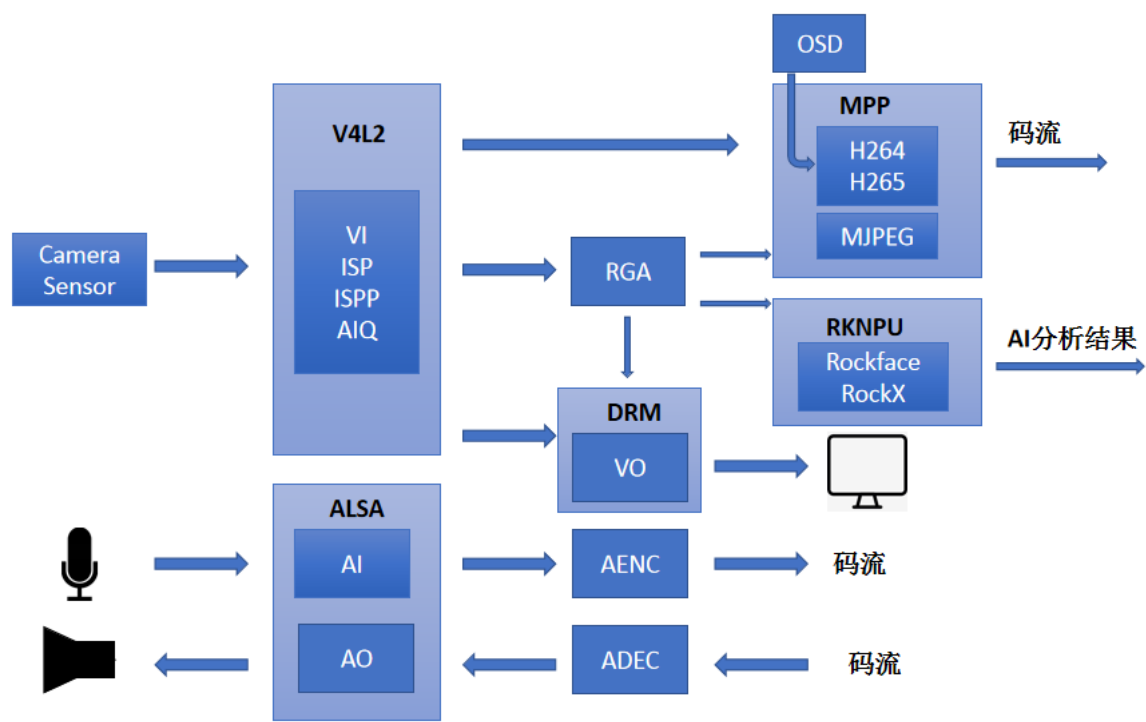 OSD
MPP
V4L2
H264
H265
码流
VI
ISP
ISPP
AIQ
Camera
Sensor
RGA
MJPEG
RKNPU
Rockface
RockX
AI分析结果
DRM
VO
ALSA
AI
AENC
码流
AO
ADEC
码流